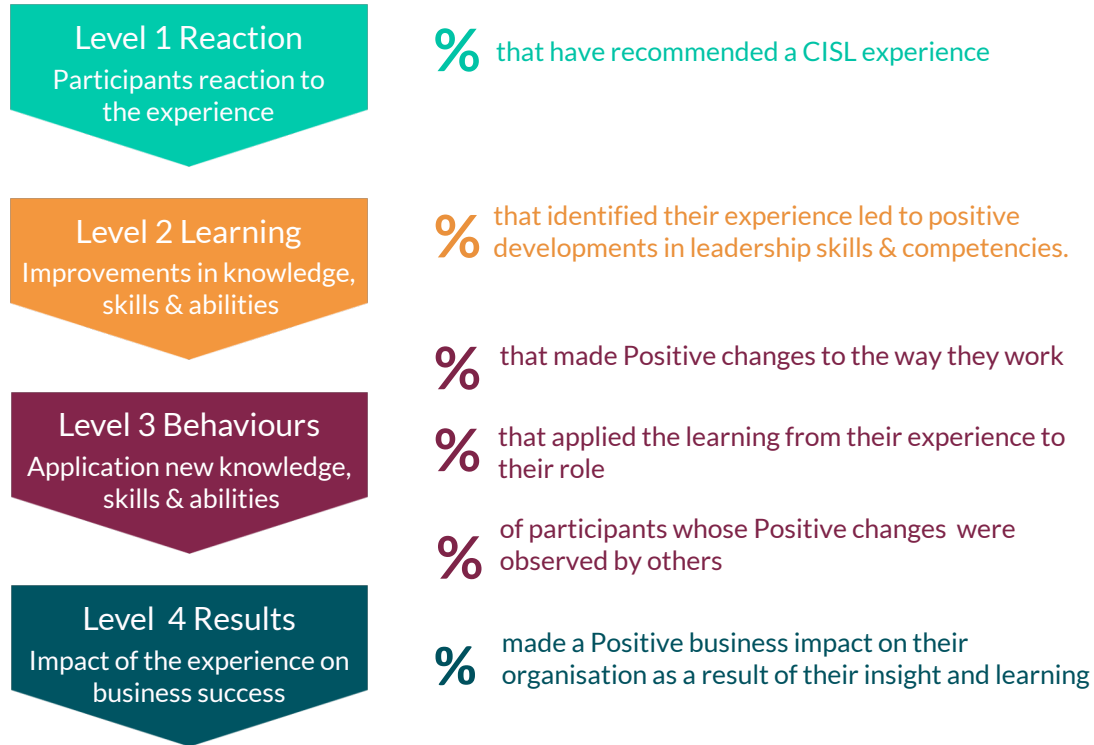 Level 1 Reaction
Participants reaction to
the experience
% that have recommended a CISL experience
Level 2 Learning
Improvements in knowledge,
skills & abilities
% that identified their experience led to positive
developments in leadership skills & competencies.
% that made Positive changes to the way they work
Level 3 Behaviours
Application new knowledge,
skills & abilities
% that applied the learning from their experience to
their role
% of participants whose Positive changes  were
observed by others
Level  4 Results
Impact of the experience on
business success
% made a Positive business impact on their
organisation as a result of their insight and learning